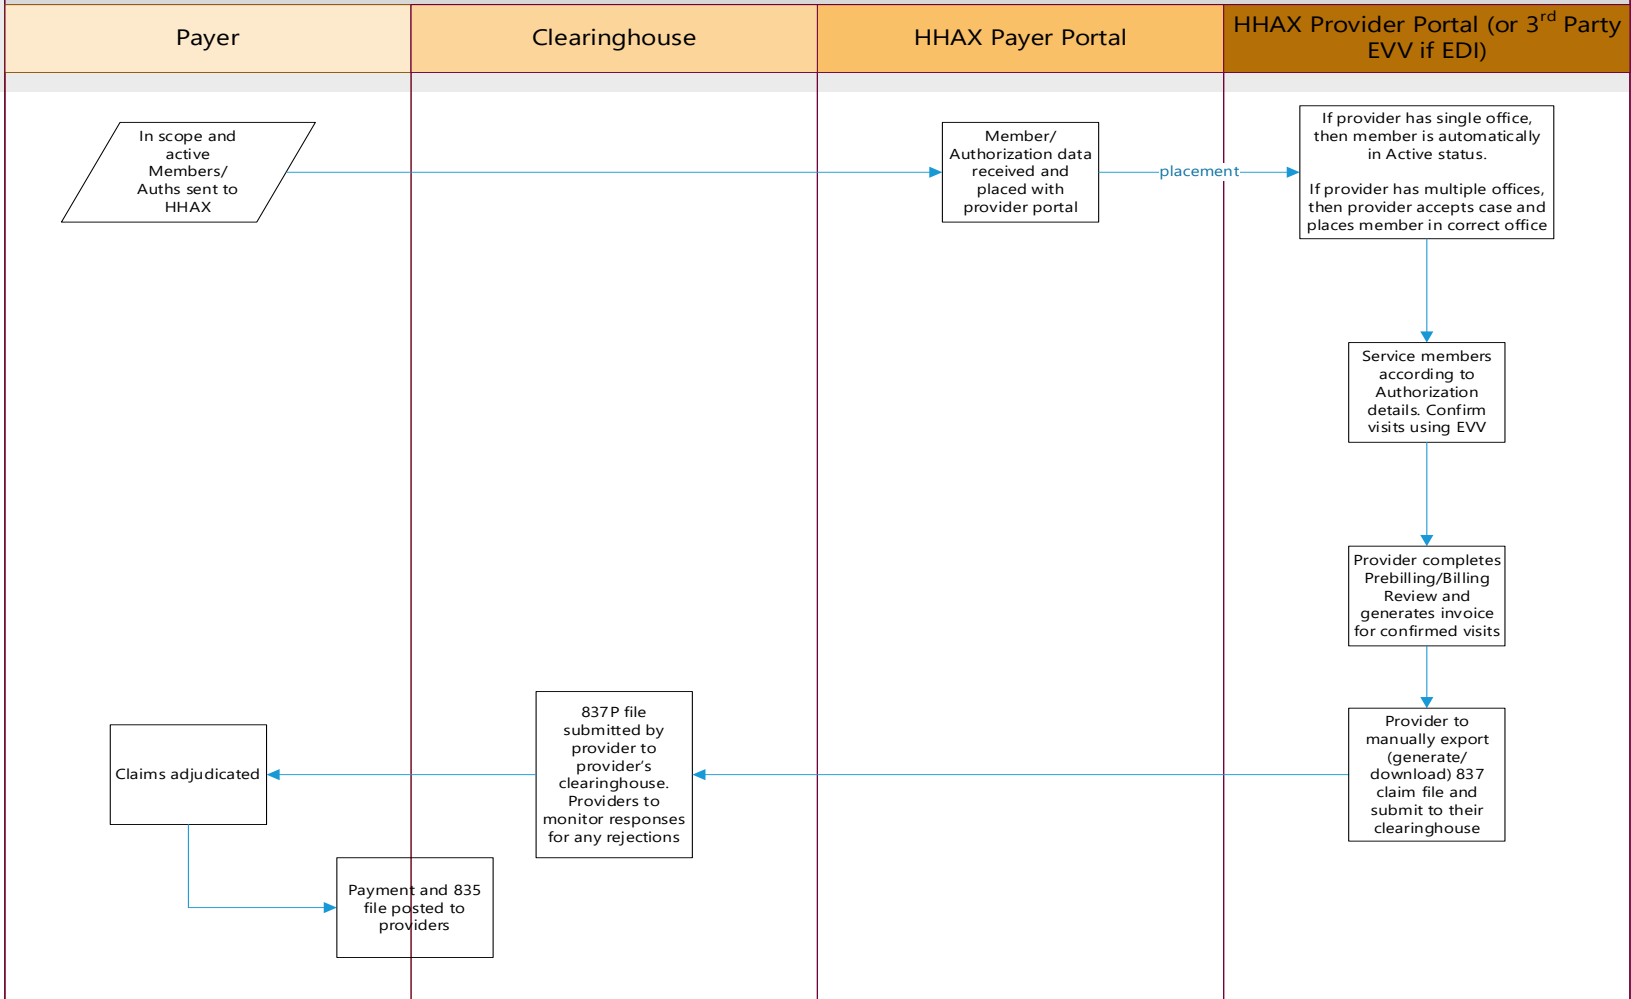 Payer
Clearinghouse
HHAX Payer Portal
HHAX Provider Portal (or 3rd Party
EVV if EDI)
In scope and
active
Members/
Auths sent to
HHAX
Member/
Authorization data
received and
placed with
provider portal
placement
If provider has single office,
then member is automatically
in Active status.
If provider has multiple offices,
then provider accepts case and
places member in correct office
Service members
according to
Authorization
details. Confirm
visits using EVV
Provider completes
Prebilling/Billing
Review and
generates invoice
for confirmed visits
Provider to
manually export
(generate/
download) 837
claim file and
submit to their
clearinghouse
837P file
submitted by
provider to
provider’s
clearinghouse.
Providers to
monitor responses
for any rejections
Claims adjudicated
Payment and 835
file posted to
providers